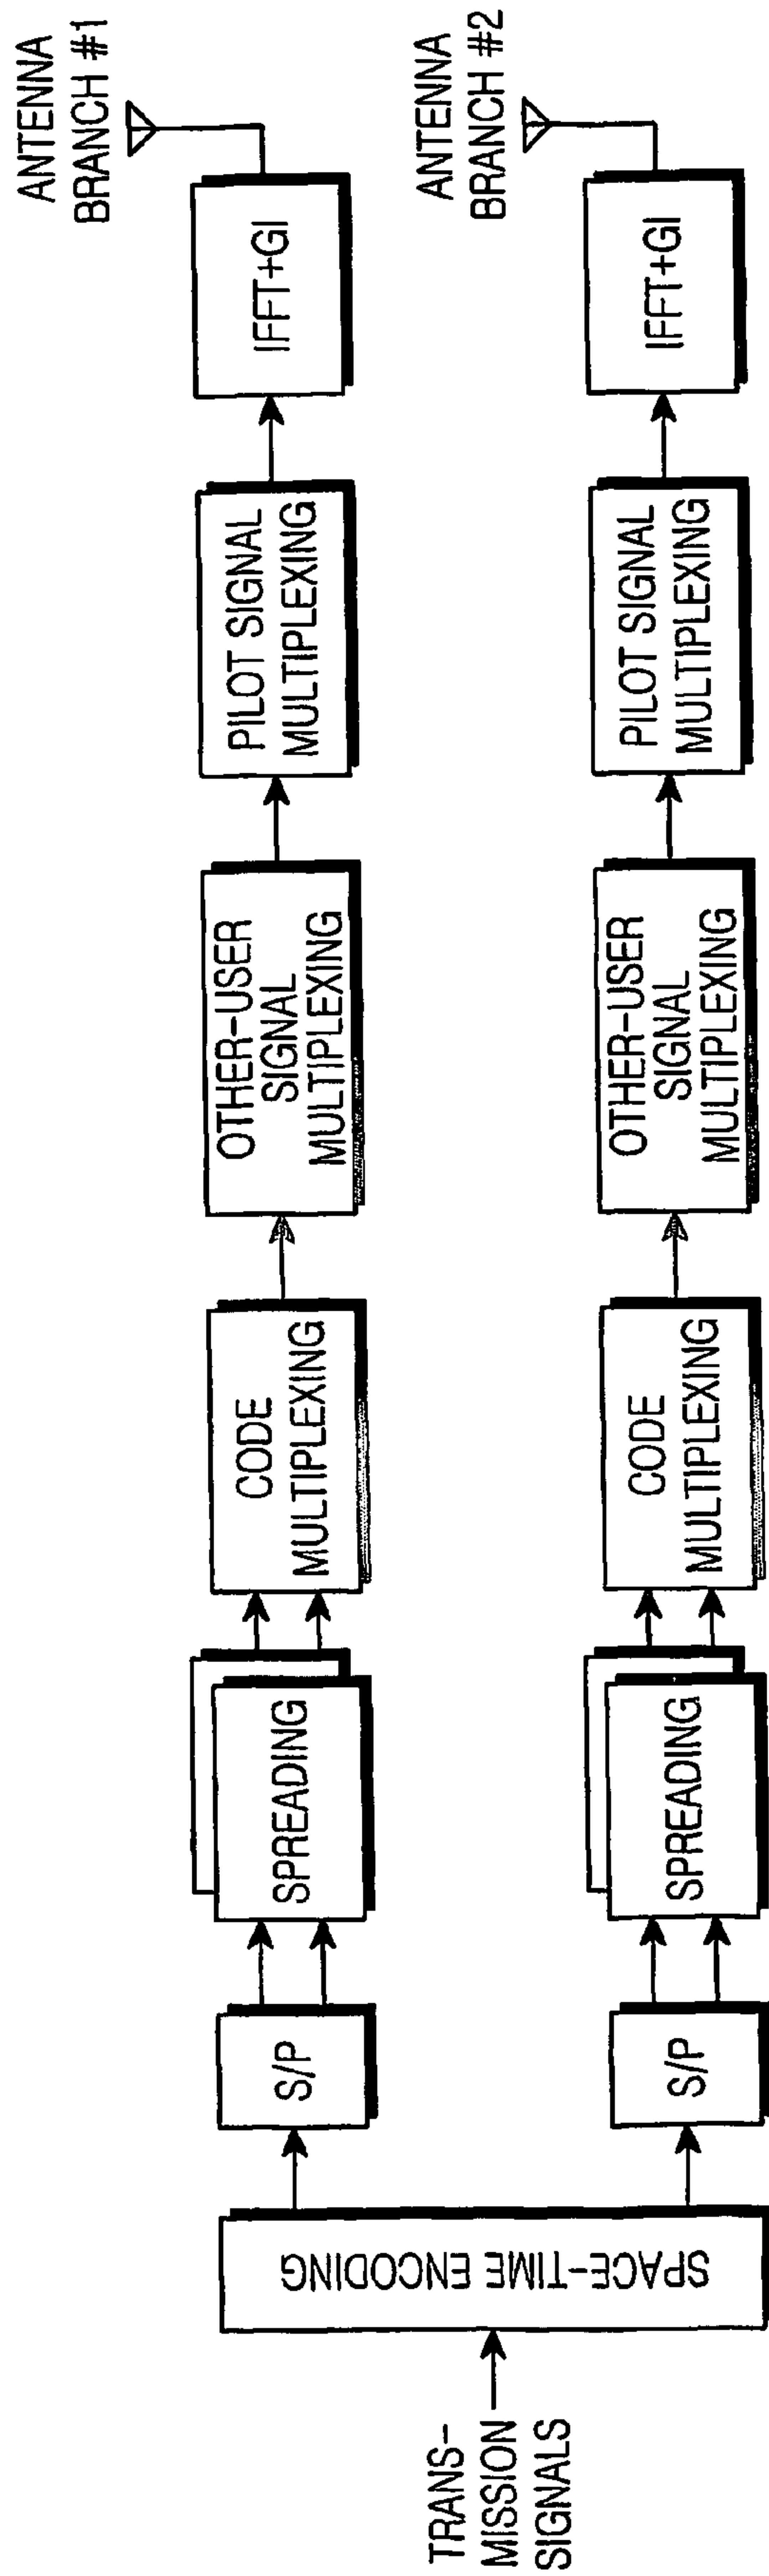 TRANS-
MISSION
SIGNALS
SPACE-TIME ENCODING
S/P
SPREADING
CODE
MULTIPLEXING
OTHER-USER
SIGNAL
MULTIPLEXING
PILOT SIGNAL
MULTIPLEXING
IFFT+GI
ANTENNA
BRANCH #1
S/P
SPREADING
CODE
MULTIPLEXING
OTHER-USER
SIGNAL
MULTIPLEXING
PILOT SIGNAL
MULTIPLEXING
IFFT+GI
ANTENNA
BRANCH #2